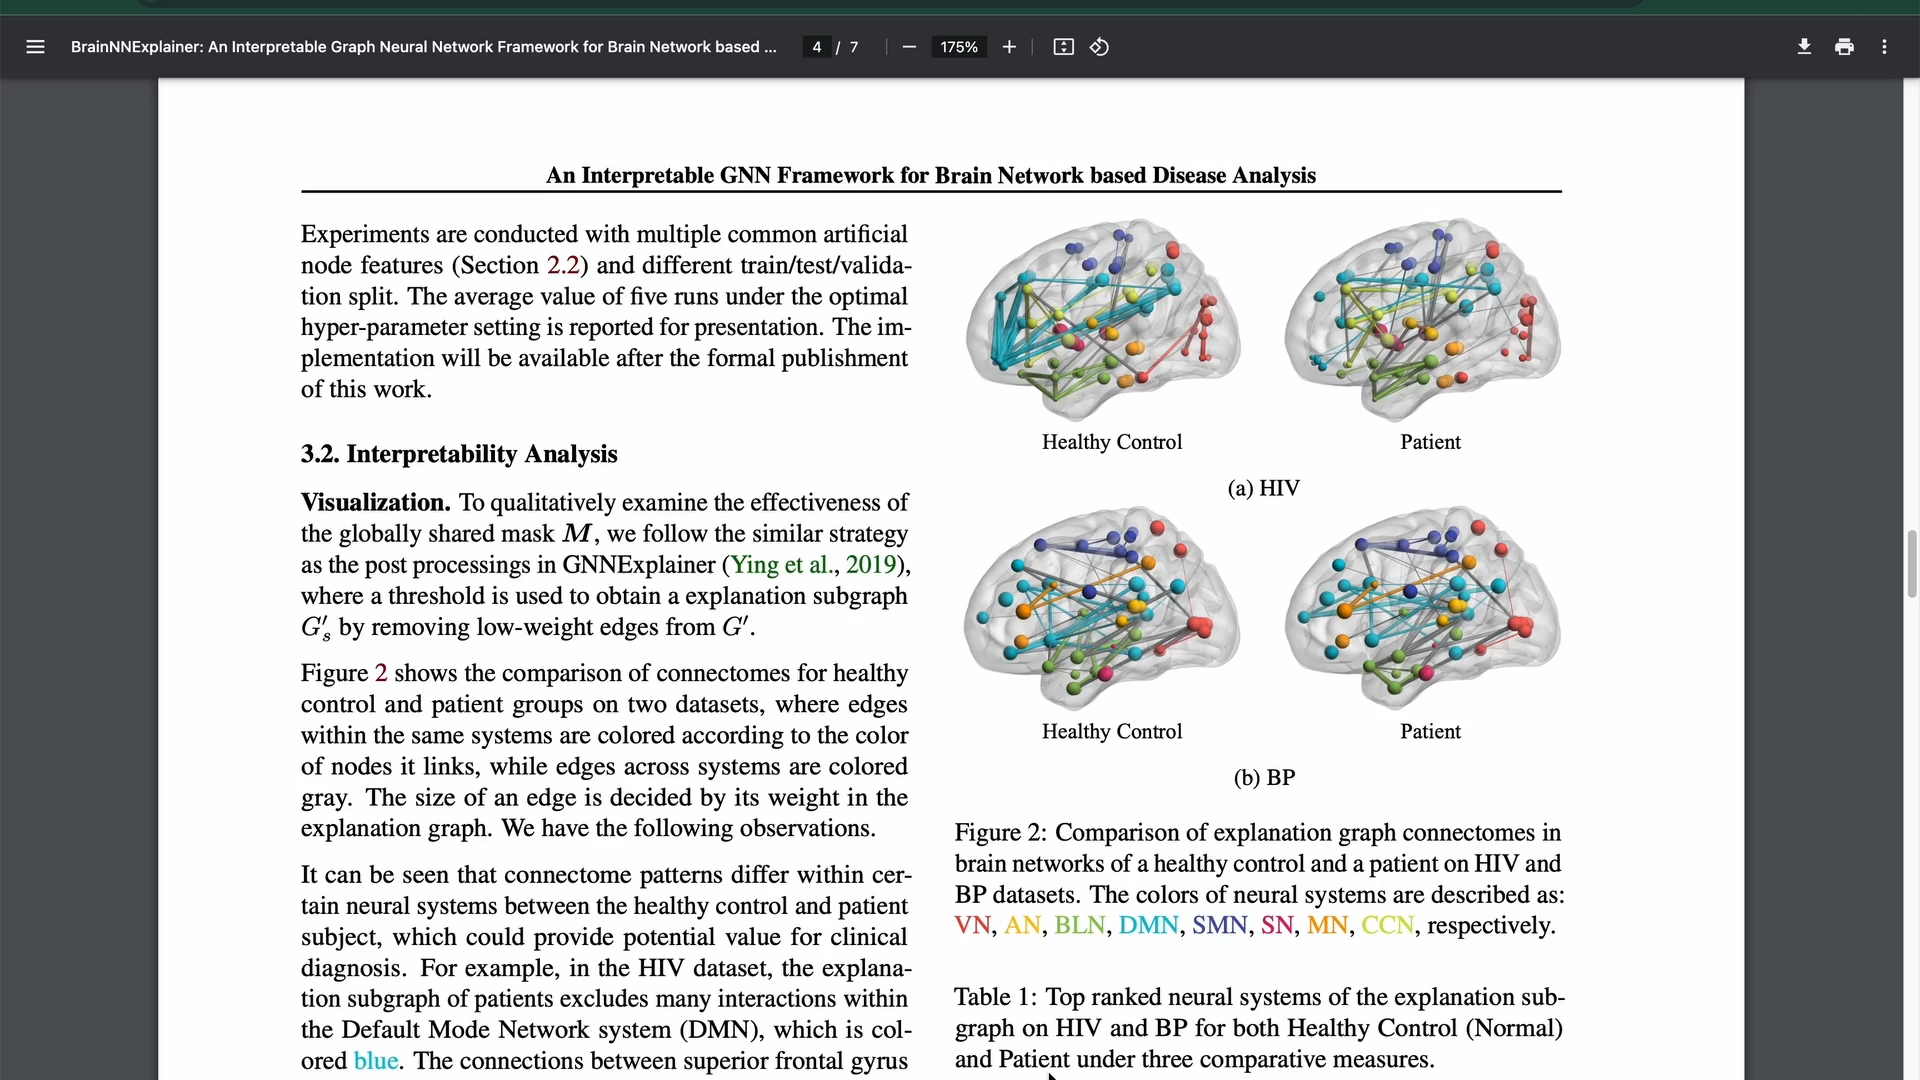 BrainNNExplainer: An Interpretable Graph Neural Network Framework for Brain Network based ...
4 / 7
175%
An Interpretable GNN Framework for Brain Network based Disease Analysis
Experiments are conducted with multiple common artificial
node features (Section 2.2) and different train/test/valida-
tion split. The average value of five runs under the optimal
hyper-parameter setting is reported for presentation. The im-
plementation will be available after the formal publishment
of this work.
3.2. Interpretability Analysis
Visualization. To qualitatively examine the effectiveness of
the globally shared mask M, we follow the similar strategy
as the post processings in GNNExplainer (Ying et al., 2019),
where a threshold is used to obtain a explanation subgraph
G′ₛ by removing low-weight edges from G′.
Figure 2 shows the comparison of connectomes for healthy
control and patient groups on two datasets, where edges
within the same systems are colored according to the color
of nodes it links, while edges across systems are colored
gray. The size of an edge is decided by its weight in the
explanation graph. We have the following observations.
It can be seen that connectome patterns differ within cer-
tain neural systems between the healthy control and patient
subject, which could provide potential value for clinical
diagnosis. For example, in the HIV dataset, the explana-
tion subgraph of patients excludes many interactions within
the Default Mode Network system (DMN), which is col-
ored blue. The connections between superior frontal gyrus
Healthy Control
Patient
(a) HIV
Healthy Control
Patient
(b) BP
Figure 2: Comparison of explanation graph connectomes in
brain networks of a healthy control and a patient on HIV and
BP datasets. The colors of neural systems are described as:
VN, AN, BLN, DMN, SMN, SN, MN, CCN, respectively.
Table 1: Top ranked neural systems of the explanation sub-
graph on HIV and BP for both Healthy Control (Normal)
and Patient under three comparative measures.